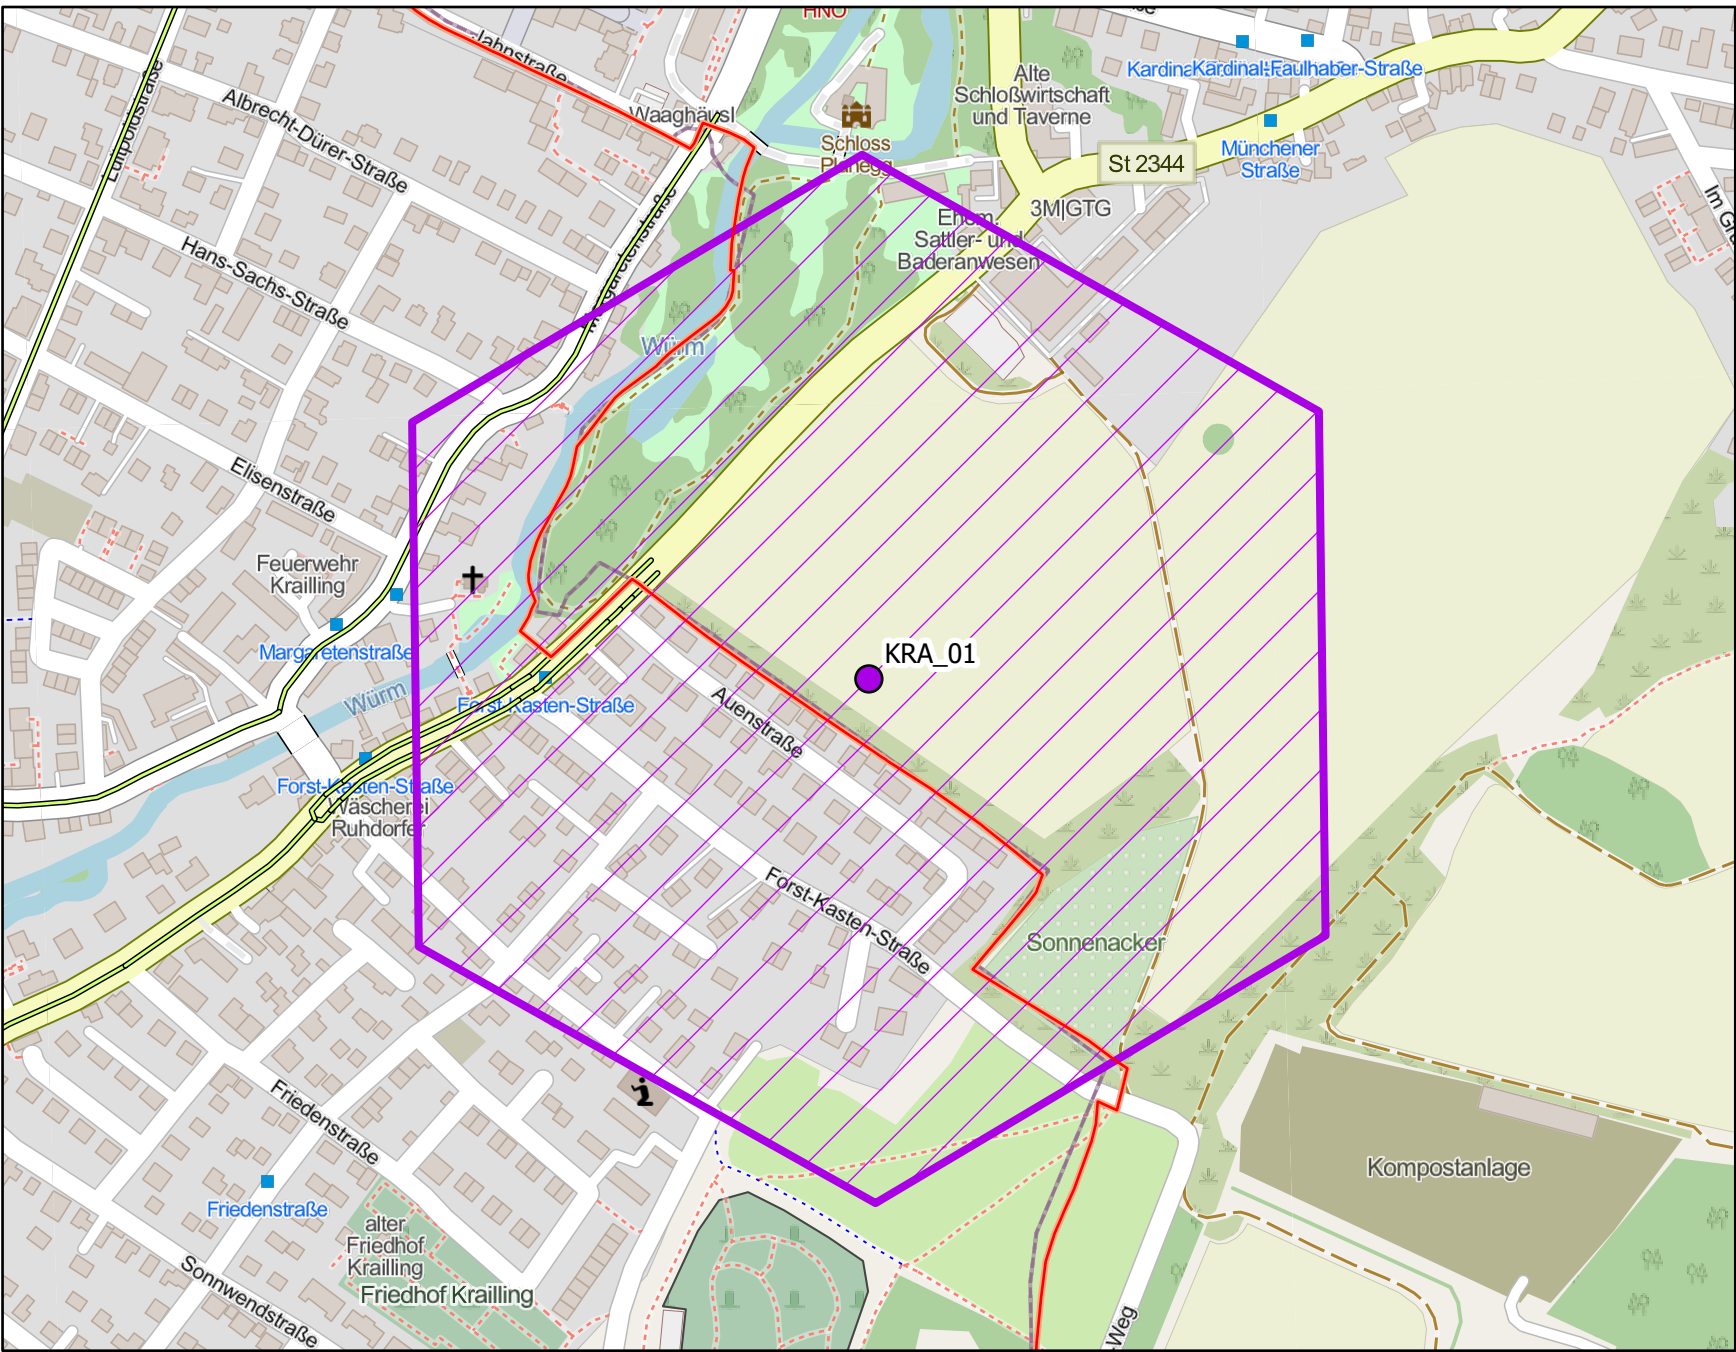 HNO
Jahnstraße
Luitpoldstraße
Albrecht-Dürer-Straße
Waaghäusl
Schloss
Planegg
Alte
Schloßwirtschaft
und Taverne
Kardinal-Faulhaber-Straße
St 2344
Münchener
Straße
3M|GTG
Ehem.
Sattler- und
Baderanwesen
Margaretenstraße
Hans-Sachs-Straße
Würm
Elisenstraße
Feuerwehr
Krailling
Margaretenstraße
KRA_01
Würm
Forst-Kasten-Straße
Auenstraße
Forst-Kasten-Straße
Wäscherei
Ruhdorfer
Forst-Kasten-Straße
Sonnenacker
Friedenstraße
Kompostanlage
Friedenstraße
alter
Friedhof
Krailling
Friedhof Krailling
Sonnwendstraße
-Weg